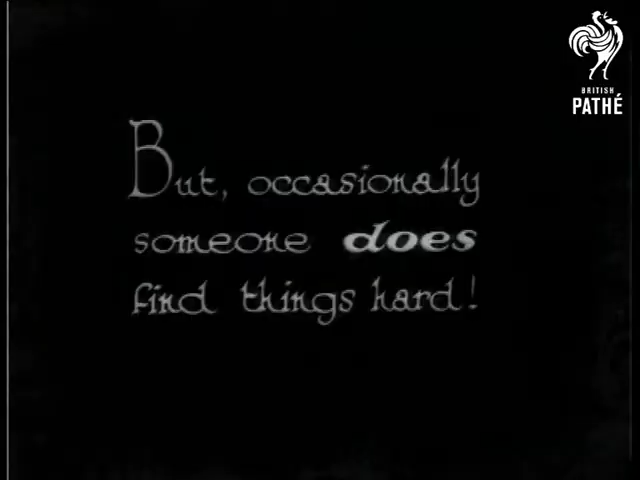 BRITISH
PATHÉ
But, occasionally
someone does
find things hard!